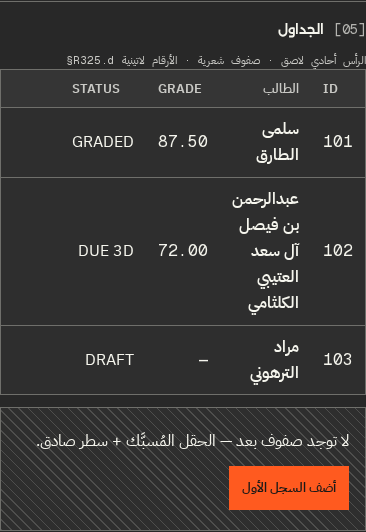 [05] الجداول
الرأس أحادي لاصق · صفوف شعرية · الأرقام لاتينية §R325.d
ID الطالب GRADE STATUS
101 سلمى الطارق 87.50 GRADED
102 عبدالرحمن بن فيصل آل سعد العتيبي الكلثامي 72.00 DUE 3D
103 مراد الترهوني — DRAFT
لا توجد صفوف بعد — الحقل المُسبَّك + سطر صادق.
أضف السجل الأول